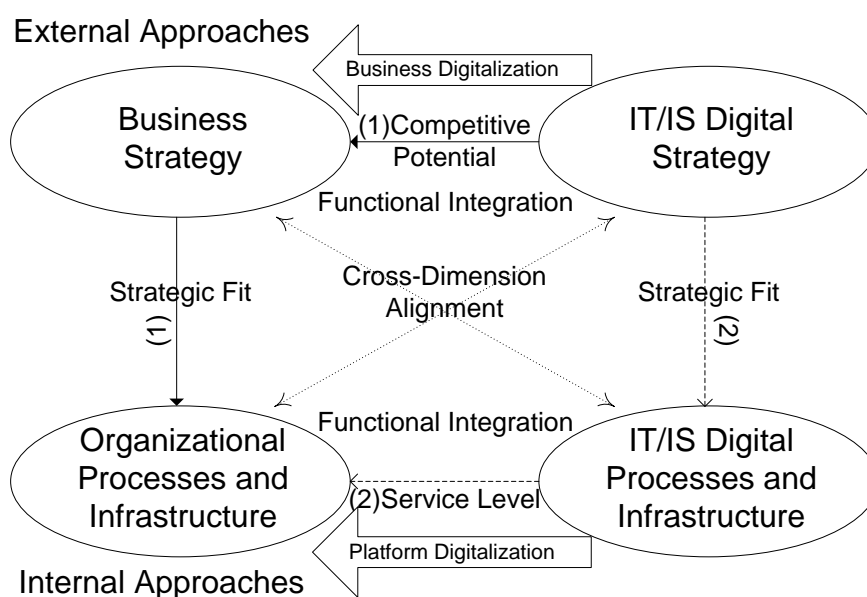 External Approaches
Business Digitalization
Business
Strategy
(1)Competitive
Potential
IT/IS Digital
Strategy
Functional Integration
Strategic Fit
(1)
Cross-Dimension
Alignment
Strategic Fit
(2)
Functional Integration
Organizational
Processes and
Infrastructure
(2)Service Level
IT/IS Digital
Processes and
Infrastructure
Platform Digitalization
Internal Approaches